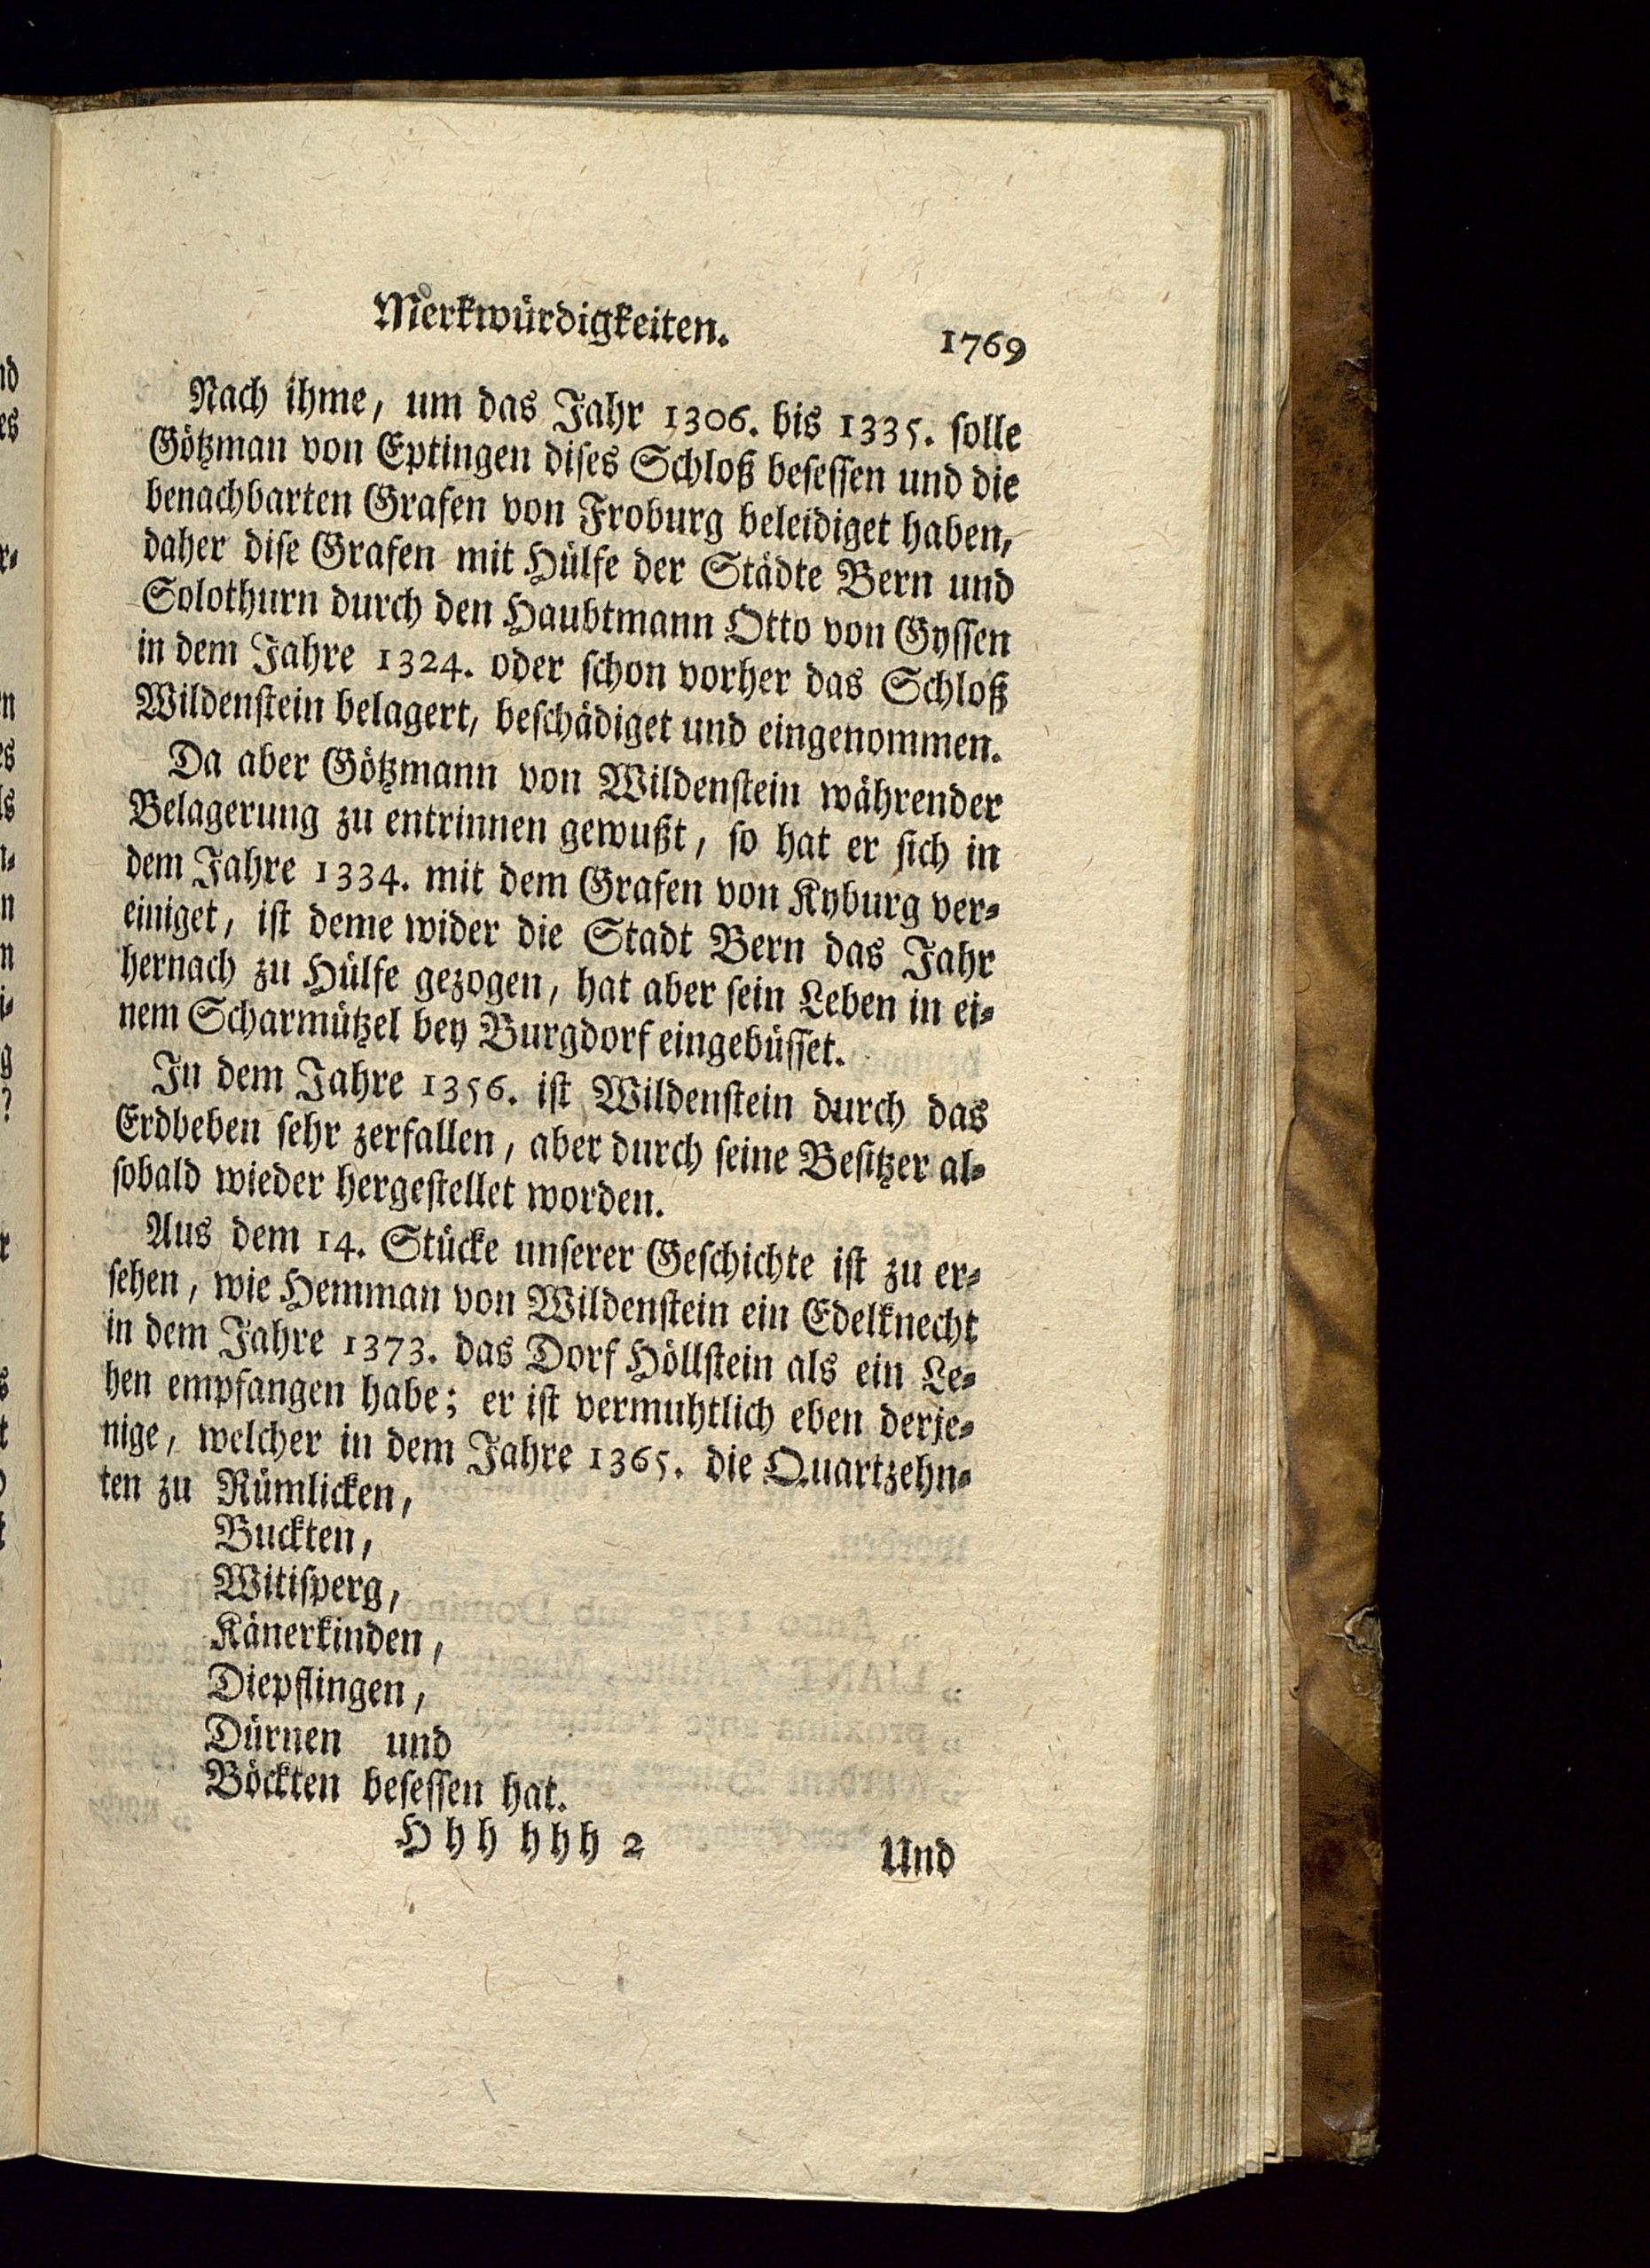 Merkwürdigkeiten. 1769
Nach ihme, um das Jahr 1306. bis 1335. solle
Götzman von Eptingen dises Schloß besessen und die
benachbarten Grafen von Froburg beleidiget haben,
daher dise Grafen mit Hülfe der Städte Bern und
Solothurn durch den Haubtmann Otto von Gyssen
in dem Jahre 1324. oder schon vorher das Schloß
Wildenstein belagert, beschädiget und eingenommen.
Da aber Götzmann von Wildenstein währender
Belagerung zu entrinnen gewußt, so hat er sich in
dem Jahre 1334. mit dem Grafen von Kyburg ver-
einiget, ist deme wider die Stadt Bern das Jahr
hernach zu Hülfe gezogen, hat aber sein Leben in ei-
nem Scharmützel bey Burgdorf eingebüsset.
In dem Jahre 1356. ist Wildenstein durch das
Erdbeben sehr zerfallen, aber durch seine Besitzer al-
sobald wieder hergestellet worden.
Aus dem 14. Stücke unserer Geschichte ist zu er-
sehen, wie Hemman von Wildenstein ein Edelknecht
in dem Jahre 1373. das Dorf Höllstein als ein Le-
hen empfangen habe; er ist vermuhtlich eben derje-
nige, welcher in dem Jahre 1365. die Quartzehn-
ten zu Rümlicken,
Buckten,
Witisperg,
Känerkinden,
Diepflingen,
Dürnen und
Böckten besessen hat.
Hhh hhh 2 Und